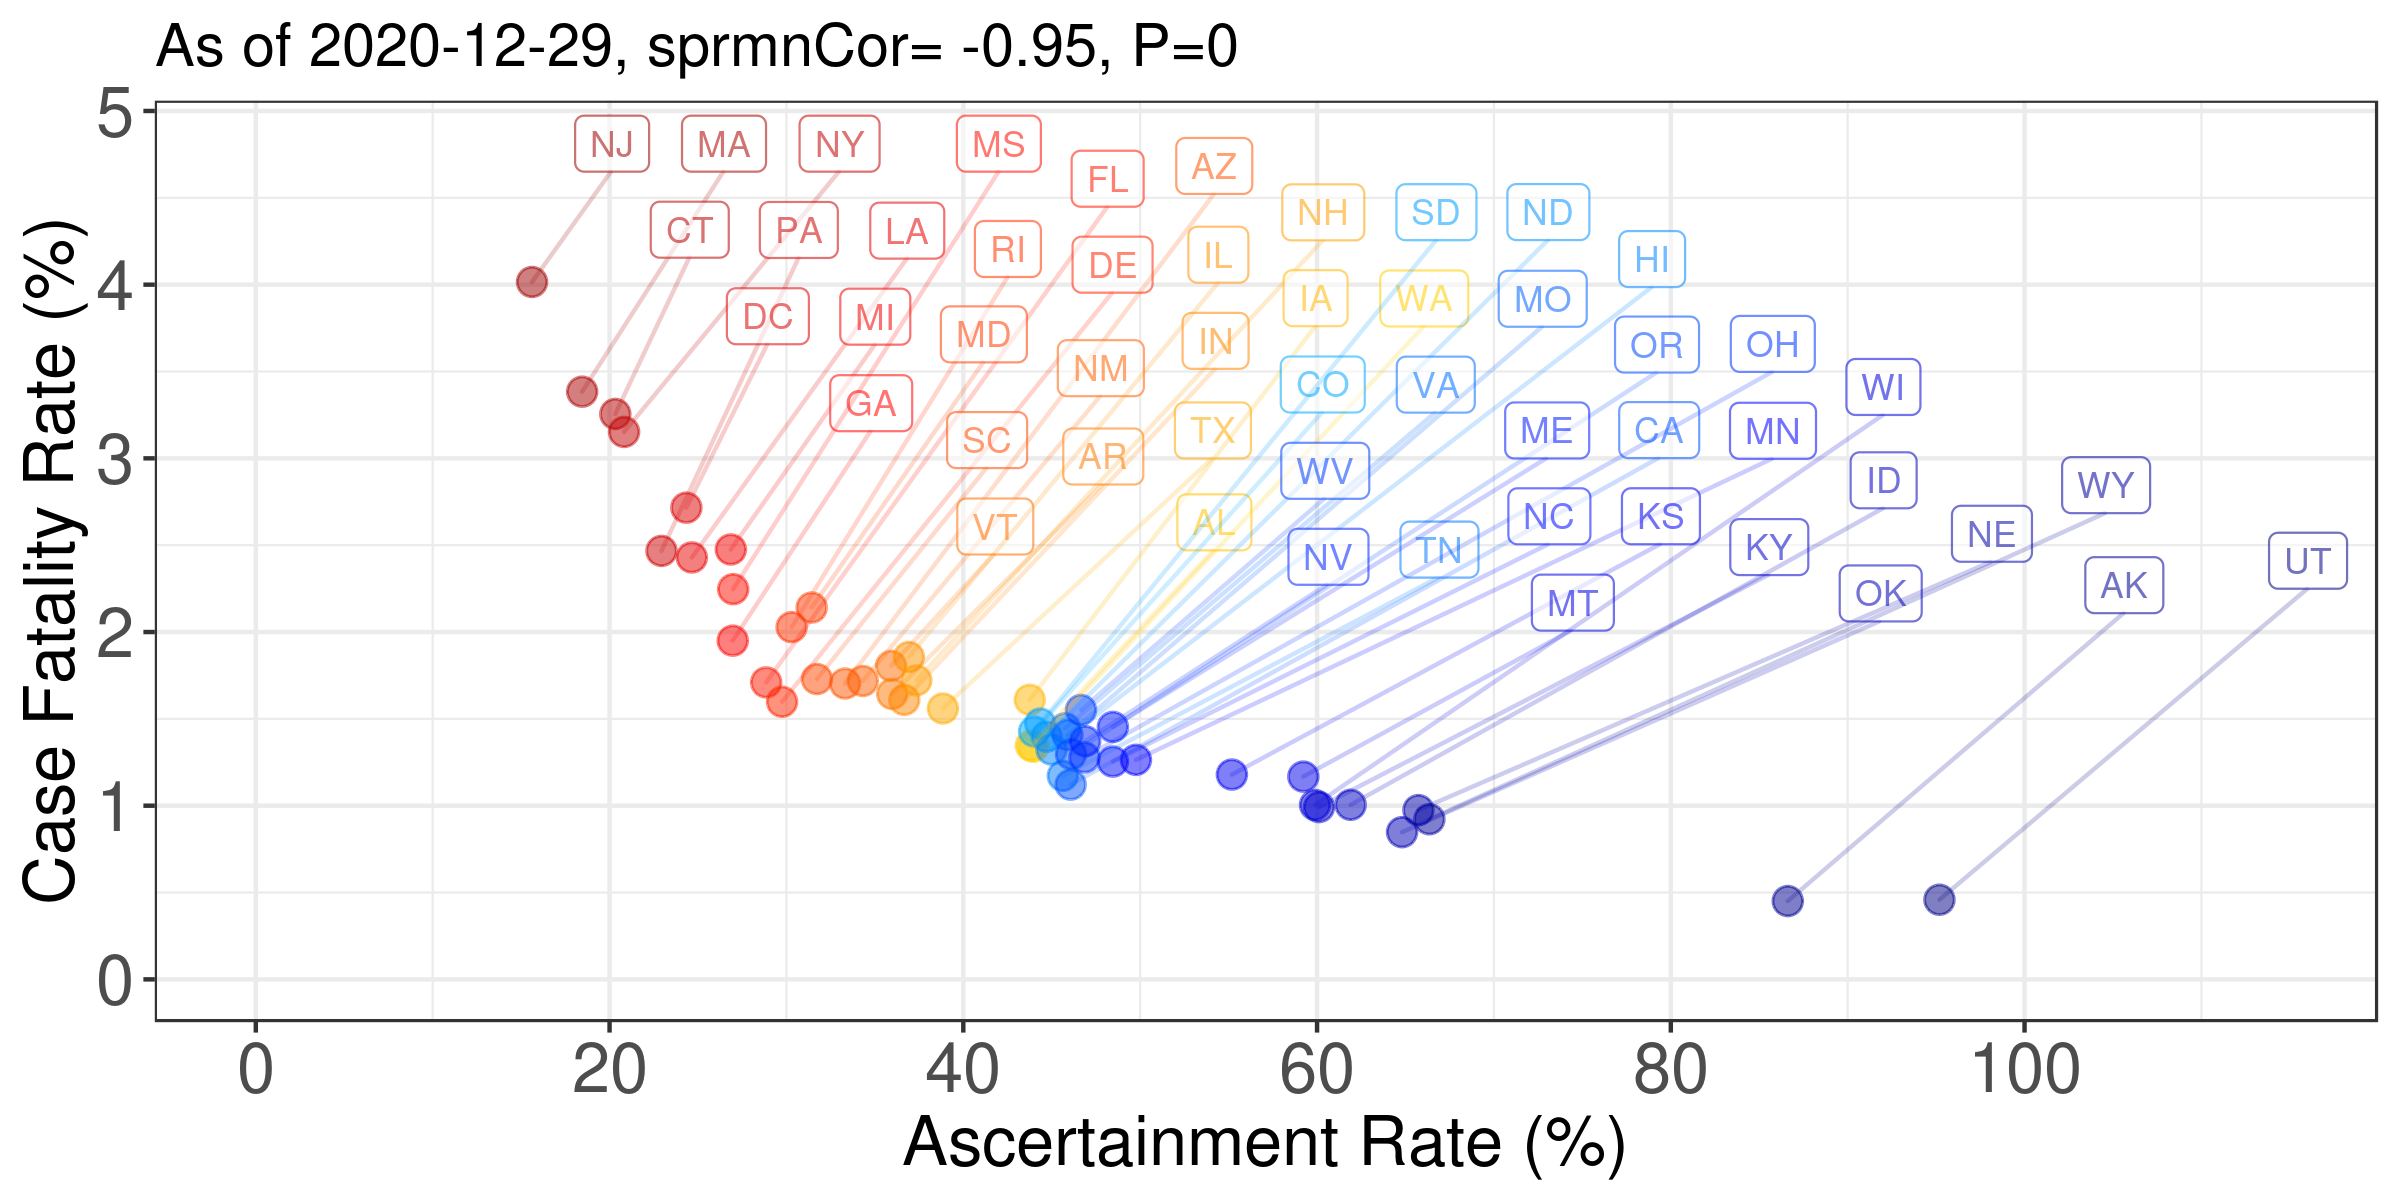 As of 2020-12-29, sprmnCor= -0.95, P=0
Case Fatality Rate (%)
5
4
3
2
1
0
NJ MA NY MS
FL AZ
CT PA LA RI DE IL NH SD ND HI
DC MI MD NM IN IA WA MO OR OH
GA SC AR TX CO VA ME CA MN WI
VT AL WV NC KS ID WY
NV TN KY NE UT
MT OK AK
0 20 40 60 80 100
Ascertainment Rate (%)